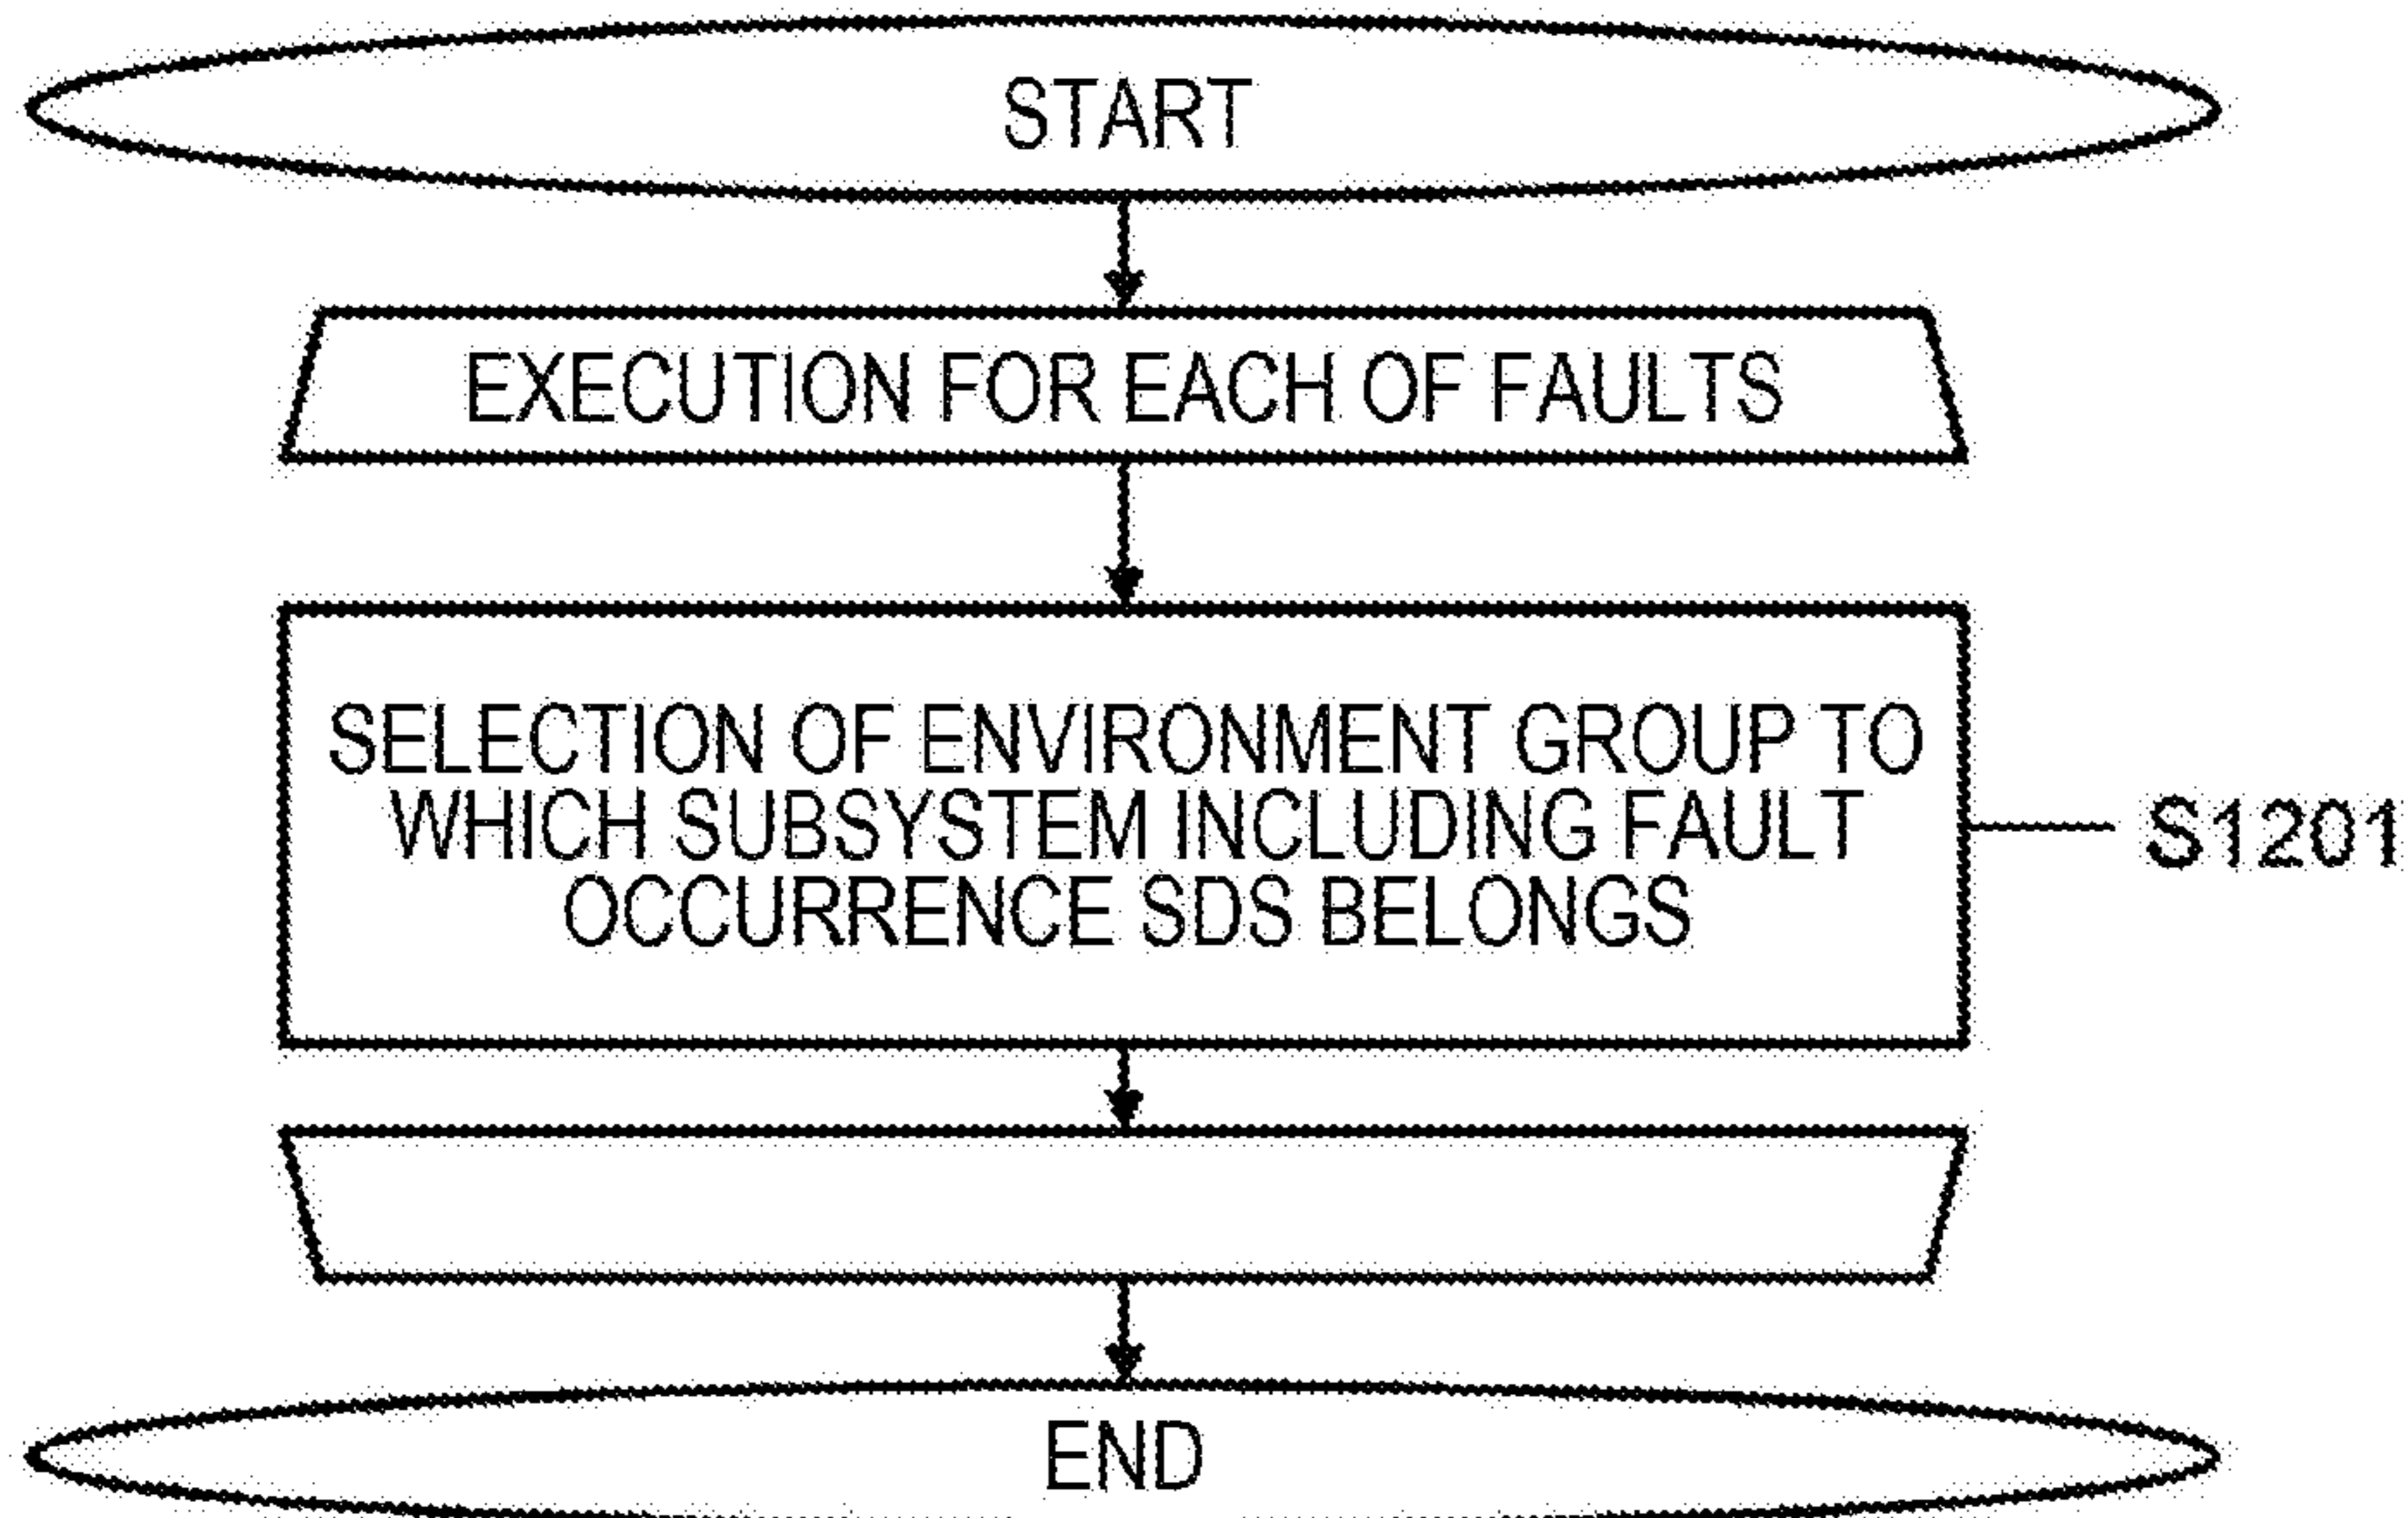 START
EXECUTION FOR EACH OF FAULTS
SELECTION OF ENVIRONMENT GROUP TO
WHICH SUBSYSTEM INCLUDING FAULT
OCCURRENCE SDS BELONGS
S1201
END